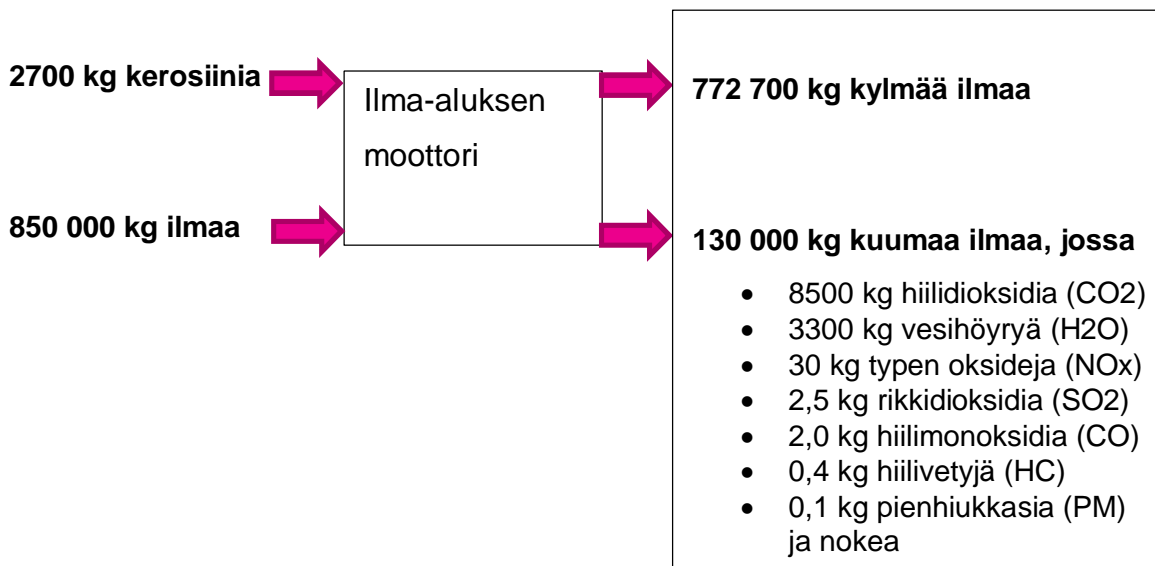 2700 kg kerosiinia
850 000 kg ilmaa
Ilma-aluksen
moottori
772 700 kg kylmää ilmaa
130 000 kg kuumaa ilmaa, jossa
• 8500 kg hiilidioksidia (CO2)
• 3300 kg vesihöyryä (H2O)
• 30 kg typen oksideja (NOx)
• 2,5 kg rikkidioksidia (SO2)
• 2,0 kg hiilimonoksidia (CO)
• 0,4 kg hiilivetyjä (HC)
• 0,1 kg pienhiukkasia (PM)
ja nokea